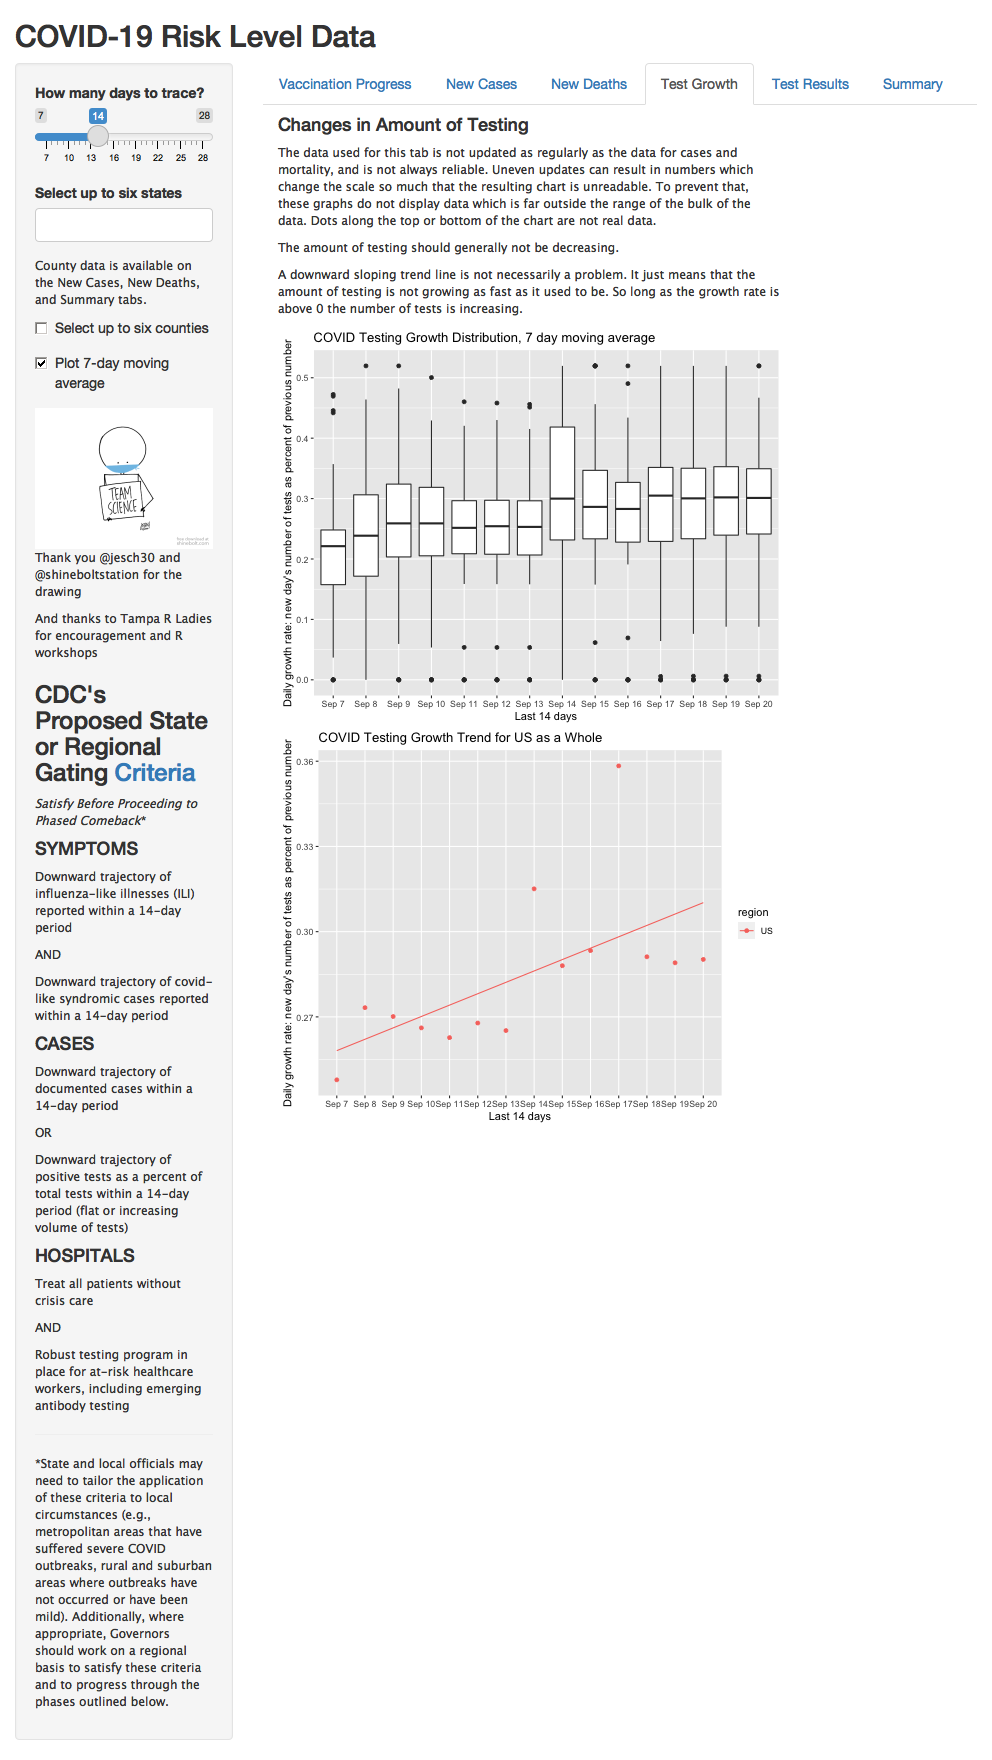 COVID-19 Risk Level Data
How many days to trace?
7 14 28
7 10 13 16 19 22 25 28
Select up to six states
County data is available on
the New Cases, New Deaths,
and Summary tabs.
Select up to six counties
Plot 7-day moving
average
TEAM
SCIENCE
Thank you @jesch30 and
@shineboltstation for the
drawing
And thanks to Tampa R Ladies
for encouragement and R
workshops
CDC's
Proposed State
or Regional
Gating Criteria
Satisfy Before Proceeding to
Phased Comeback*
SYMPTOMS
Downward trajectory of
influenza-like illnesses (ILI)
reported within a 14-day
period
AND
Downward trajectory of covid-
like syndromic cases reported
within a 14-day period
CASES
Downward trajectory of
documented cases within a
14-day period
OR
Downward trajectory of
positive tests as a percent of
total tests within a 14-day
period (flat or increasing
volume of tests)
HOSPITALS
Treat all patients without
crisis care
AND
Robust testing program in
place for at-risk healthcare
workers, including emerging
antibody testing
*State and local officials may
need to tailor the application
of these criteria to local
circumstances (e.g.,
metropolitan areas that have
suffered severe COVID
outbreaks, rural and suburban
areas where outbreaks have
not occurred or have been
mild). Additionally, where
appropriate, Governors
should work on a regional
basis to satisfy these criteria
and to progress through the
phases outlined below.
Vaccination Progress New Cases New Deaths Test Growth Test Results Summary
Changes in Amount of Testing
The data used for this tab is not updated as regularly as the data for cases and
mortality, and is not always reliable. Uneven updates can result in numbers which
change the scale so much that the resulting chart is unreadable. To prevent that,
these graphs do not display data which is far outside the range of the bulk of the
data. Dots along the top or bottom of the chart are not real data.
The amount of testing should generally not be decreasing.
A downward sloping trend line is not necessarily a problem. It just means that the
amount of testing is not growing as fast as it used to be. So long as the growth rate is
above 0 the number of tests is increasing.
COVID Testing Growth Distribution, 7 day moving average
Daily growth rate: new day's number of tests as percent of previous number
0.5
0.4
0.3
0.2
0.1
0.0
Sep 7 Sep 8 Sep 9 Sep 10 Sep 11 Sep 12 Sep 13 Sep 14 Sep 15 Sep 16 Sep 17 Sep 18 Sep 19 Sep 20
Last 14 days
COVID Testing Growth Trend for US as a Whole
Daily growth rate: new day's number of tests as percent of previous number
0.36
0.33
0.30
0.27
region
US
Sep 7 Sep 8 Sep 9 Sep 10 Sep 11 Sep 12 Sep 13 Sep 14 Sep 15 Sep 16 Sep 17 Sep 18 Sep 19 Sep 20
Last 14 days